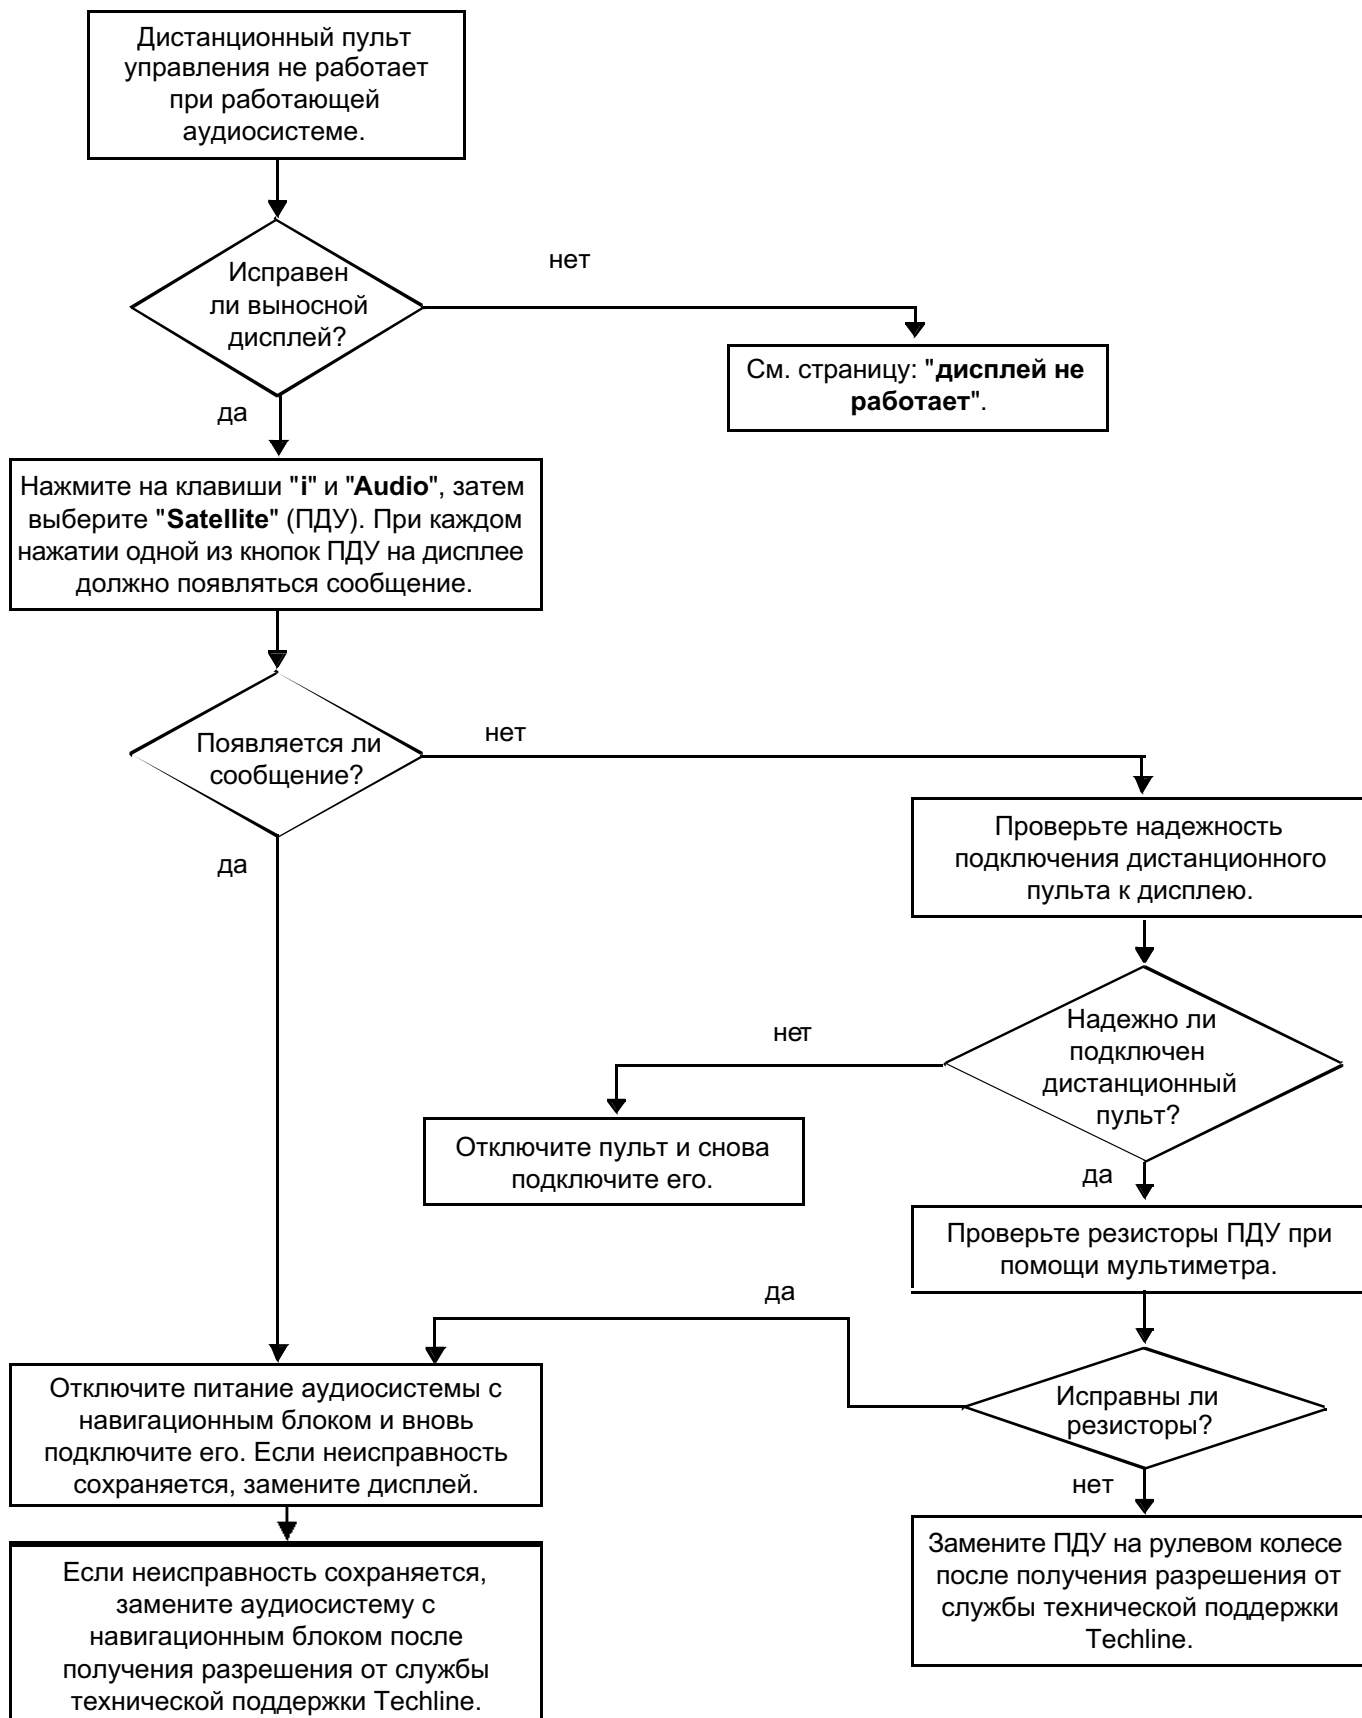 Дистанционный пульт
управления не работает
при работающей
аудиосистеме.
Исправен
ли выносной
дисплей?
нет
См. страницу: "дисплей не
работает".
да
Нажмите на клавиши "i" и "Audio", затем
выберите "Satellite" (ПДУ). При каждом
нажатии одной из кнопок ПДУ на дисплее
должно появляться сообщение.
Появляется ли
сообщение?
нет
да
Проверьте надежность
подключения дистанционного
пульта к дисплею.
Надежно ли
подключен
дистанционный
пульт?
нет
Отключите пульт и снова
подключите его.
да
Проверьте резисторы ПДУ при
помощи мультиметра.
да
Исправны ли
резисторы?
нет
Отключите питание аудиосистемы с
навигационным блоком и вновь
подключите его. Если неисправность
сохраняется, замените дисплей.
Замените ПДУ на рулевом колесе
после получения разрешения от
службы технической поддержки
Techline.
Если неисправность сохраняется,
замените аудиосистему с
навигационным блоком после
получения разрешения от службы
технической поддержки Techline.